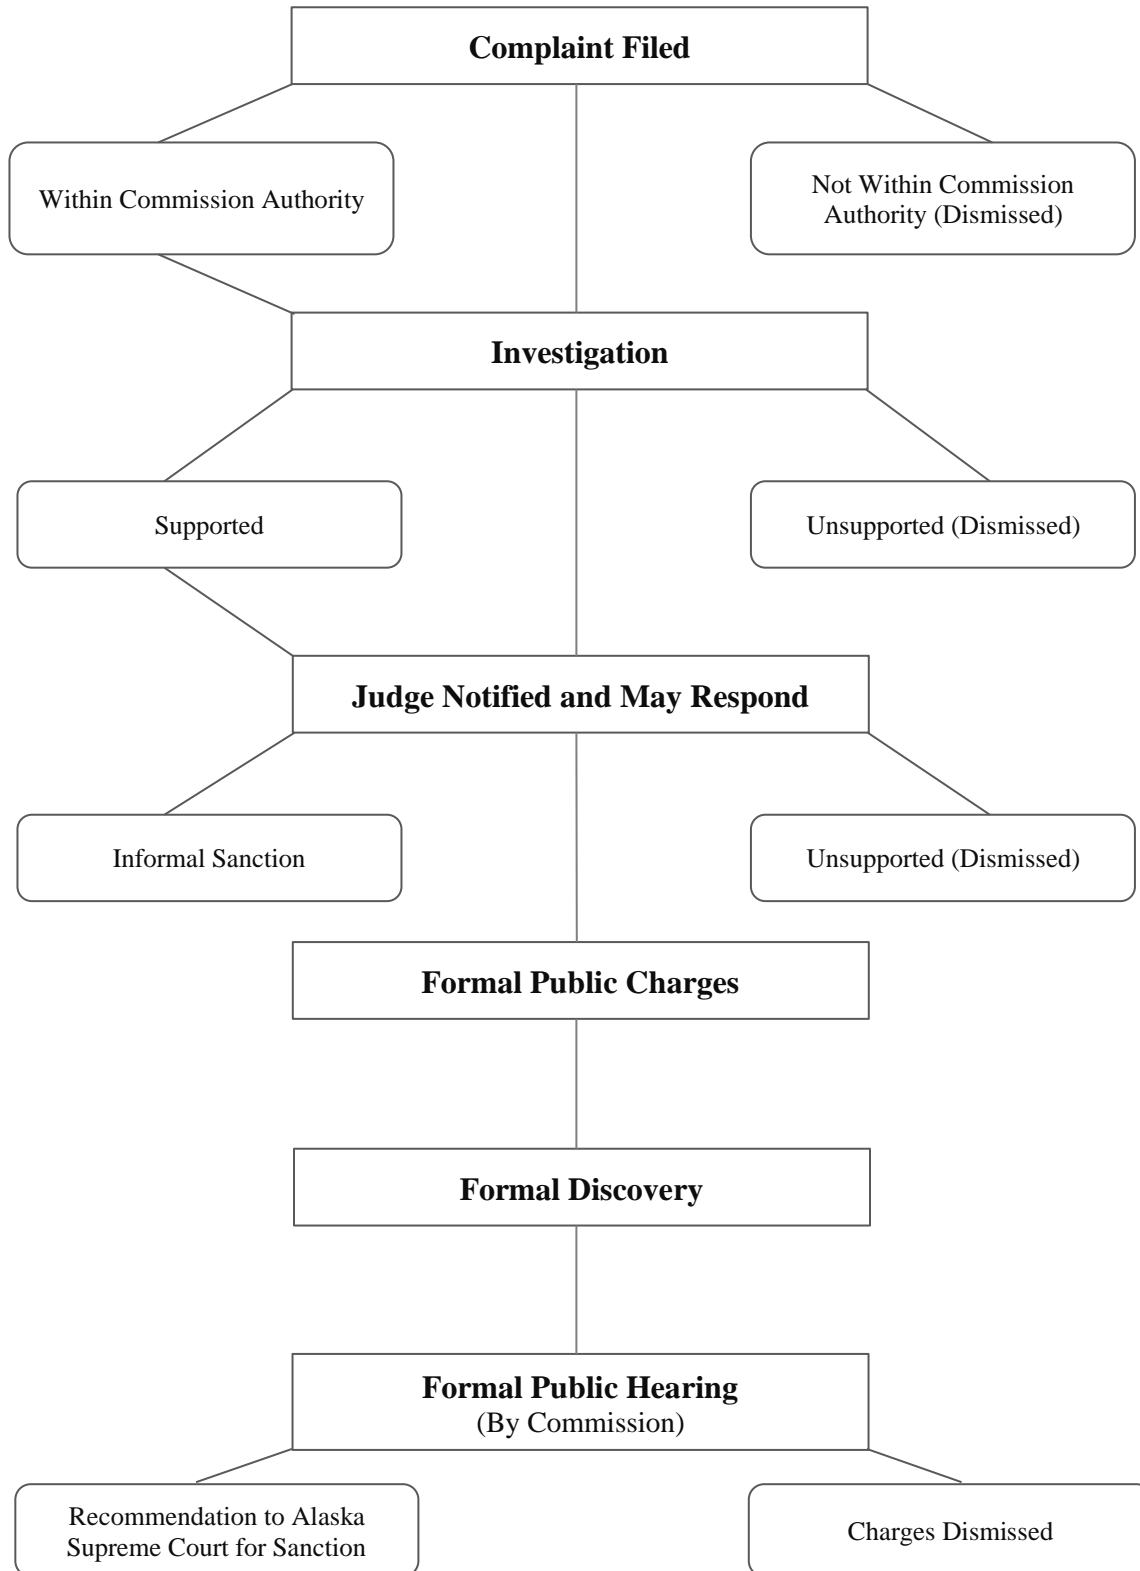 Complaint Filed
Within Commission Authority
Not Within Commission
Authority (Dismissed)
Investigation
Supported
Unsupported (Dismissed)
Judge Notified and May Respond
Informal Sanction
Unsupported (Dismissed)
Formal Public Charges
Formal Discovery
Formal Public Hearing
(By Commission)
Recommendation to Alaska
Supreme Court for Sanction
Charges Dismissed